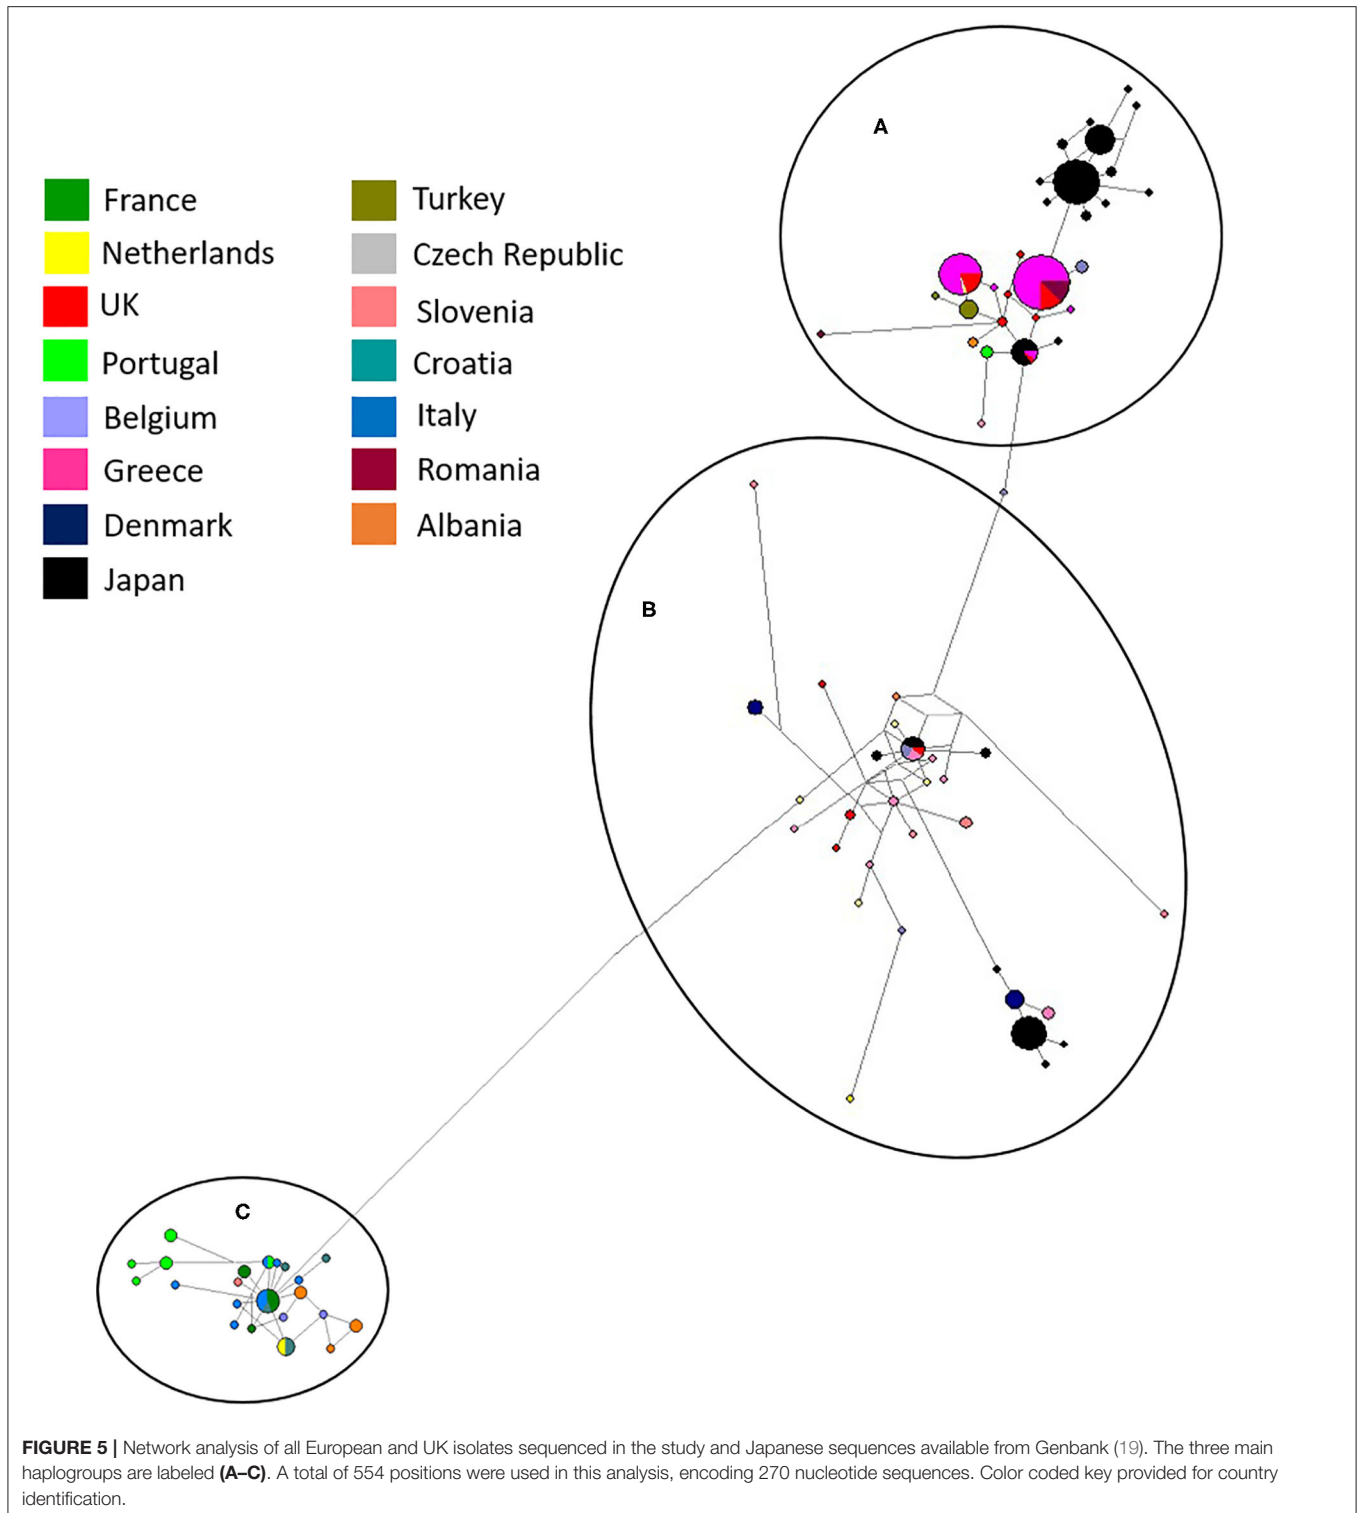 A
France
Netherlands
UK
Portugal
Belgium
Greece
Denmark
Japan
Turkey
Czech Republic
Slovenia
Croatia
Italy
Romania
Albania
B
C
FIGURE 5 | Network analysis of all European and UK isolates sequenced in the study and Japanese sequences available from Genbank (19). The three main
haplogroups are labeled (A–C). A total of 554 positions were used in this analysis, encoding 270 nucleotide sequences. Color coded key provided for country
identification.